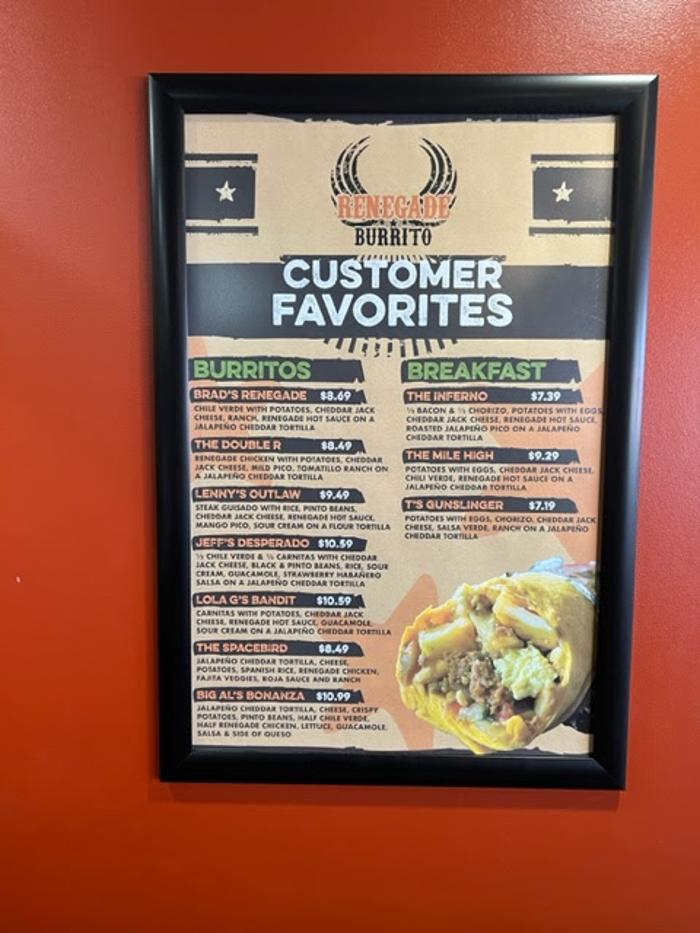 RENEGADE
BURRITO
CUSTOMER
FAVORITES
BURRITOS
BRAD'S RENEGADE $8.69
CHILE VERDE WITH POTATOES, CHEDDAR JACK
CHEESE, RANCH, RENEGADE HOT SAUCE ON A
JALAPEÑO CHEDDAR TORTILLA
THE DOUBLE R $8.49
RENEGADE CHICKEN WITH POTATOES, CHEDDAR
JACK CHEESE, MILD PICO, TOMATILLO RANCH ON
A JALAPEÑO CHEDDAR TORTILLA
LENNY'S OUTLAW $9.49
STEAK GUISADO WITH RICE, PINTO BEANS,
CHEDDAR JACK CHEESE, RENEGADE HOT SAUCE,
MANGO PICO, SOUR CREAM ON A FLOUR TORTILLA
JEFF'S DESPERADO $10.59
½ CHILE VERDE & ½ CARNITAS WITH CHEDDAR
JACK CHEESE, BLACK & PINTO BEANS, RICE, SOUR
CREAM, GUACAMOLE, STRAWBERRY HABAÑERO
SALSA ON A JALAPEÑO CHEDDAR TORTILLA
LOLA G'S BANDIT $10.59
CARNITAS WITH POTATOES, CHEDDAR JACK
CHEESE, RENEGADE HOT SAUCE, GUACAMOLE,
SOUR CREAM ON A JALAPEÑO CHEDDAR TORTILLA
THE SPACEBIRD $8.49
JALAPEÑO CHEDDAR TORTILLA, CHEESE,
POTATOES, SPANISH RICE, RENEGADE CHICKEN,
FAJITA VEGGIES, ROJA SAUCE AND RANCH
BIG AL'S BONANZA $10.99
JALAPEÑO CHEDDAR TORTILLA, CHEESE, CRISPY
POTATOES, PINTO BEANS, HALF CHILE VERDE,
HALF RENEGADE CHICKEN, LETTUCE, GUACAMOLE,
SALSA & SIDE OF QUESO
BREAKFAST
THE INFERNO $7.39
½ BACON & ½ CHORIZO, POTATOES WITH EGGS,
CHEDDAR JACK CHEESE, RENEGADE HOT SAUCE,
ROASTED JALAPEÑO PICO ON A JALAPEÑO
CHEDDAR TORTILLA
THE MILE HIGH $9.29
POTATOES WITH EGGS, CHEDDAR JACK CHEESE,
CHILI VERDE, RENEGADE HOT SAUCE ON A
JALAPEÑO CHEDDAR TORTILLA
T'S GUNSLINGER $7.19
POTATOES WITH EGGS, CHORIZO, CHEDDAR JACK
CHEESE, SALSA VERDE, RANCH ON A JALAPEÑO
CHEDDAR TORTILLA